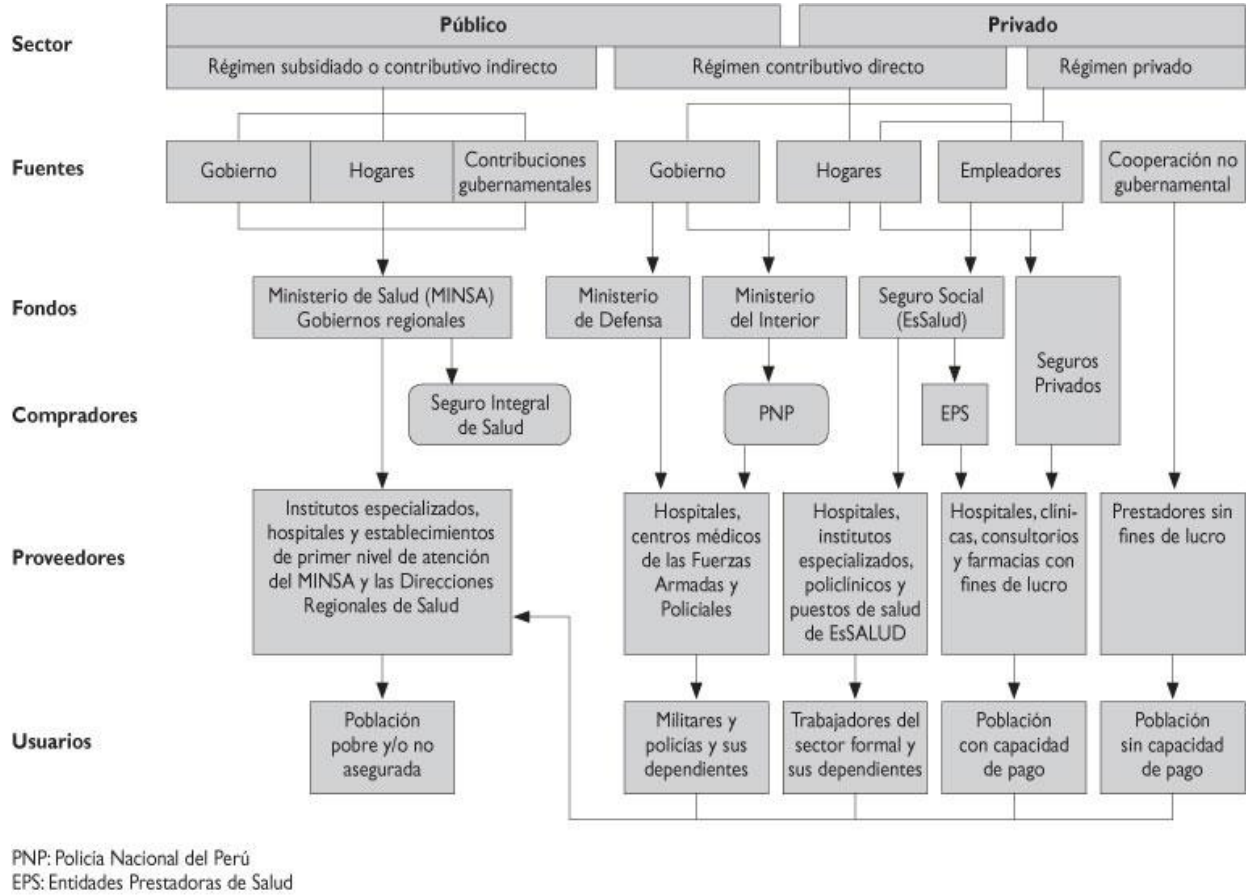 Sector
Público
Privado
Régimen subsidiado o contributivo indirecto
Régimen contributivo directo
Régimen privado
Fuentes
Gobierno
Hogares
Contribuciones
gubernamentales
Gobierno
Hogares
Empleadores
Cooperación no
gubernamental
Fondos
Ministerio de Salud (MINSA)
Gobiernos regionales
Ministerio
de Defensa
Ministerio
del Interior
Seguro Social
(EsSalud)
Seguros
Privados
Compradores
Seguro Integral
de Salud
PNP
EPS
Proveedores
Institutos especializados,
hospitales y establecimientos
de primer nivel de atención
del MINSA y las Direcciones
Regionales de Salud
Hospitales,
centros médicos
de las Fuerzas
Armadas y
Policiales
Hospitales,
institutos
especializados,
policlínicos y
puestos de salud
de EsSALUD
Hospitales, clíni-
cas, consultorios
y farmacias con
fines de lucro
Prestadores sin
fines de lucro
Usuarios
Población
pobre y/o no
asegurada
Militares y
policías y sus
dependientes
Trabajadores del
sector formal y
sus dependientes
Población
con capacidad
de pago
Población
sin capacidad
de pago
PNP: Policía Nacional del Perú
EPS: Entidades Prestadoras de Salud